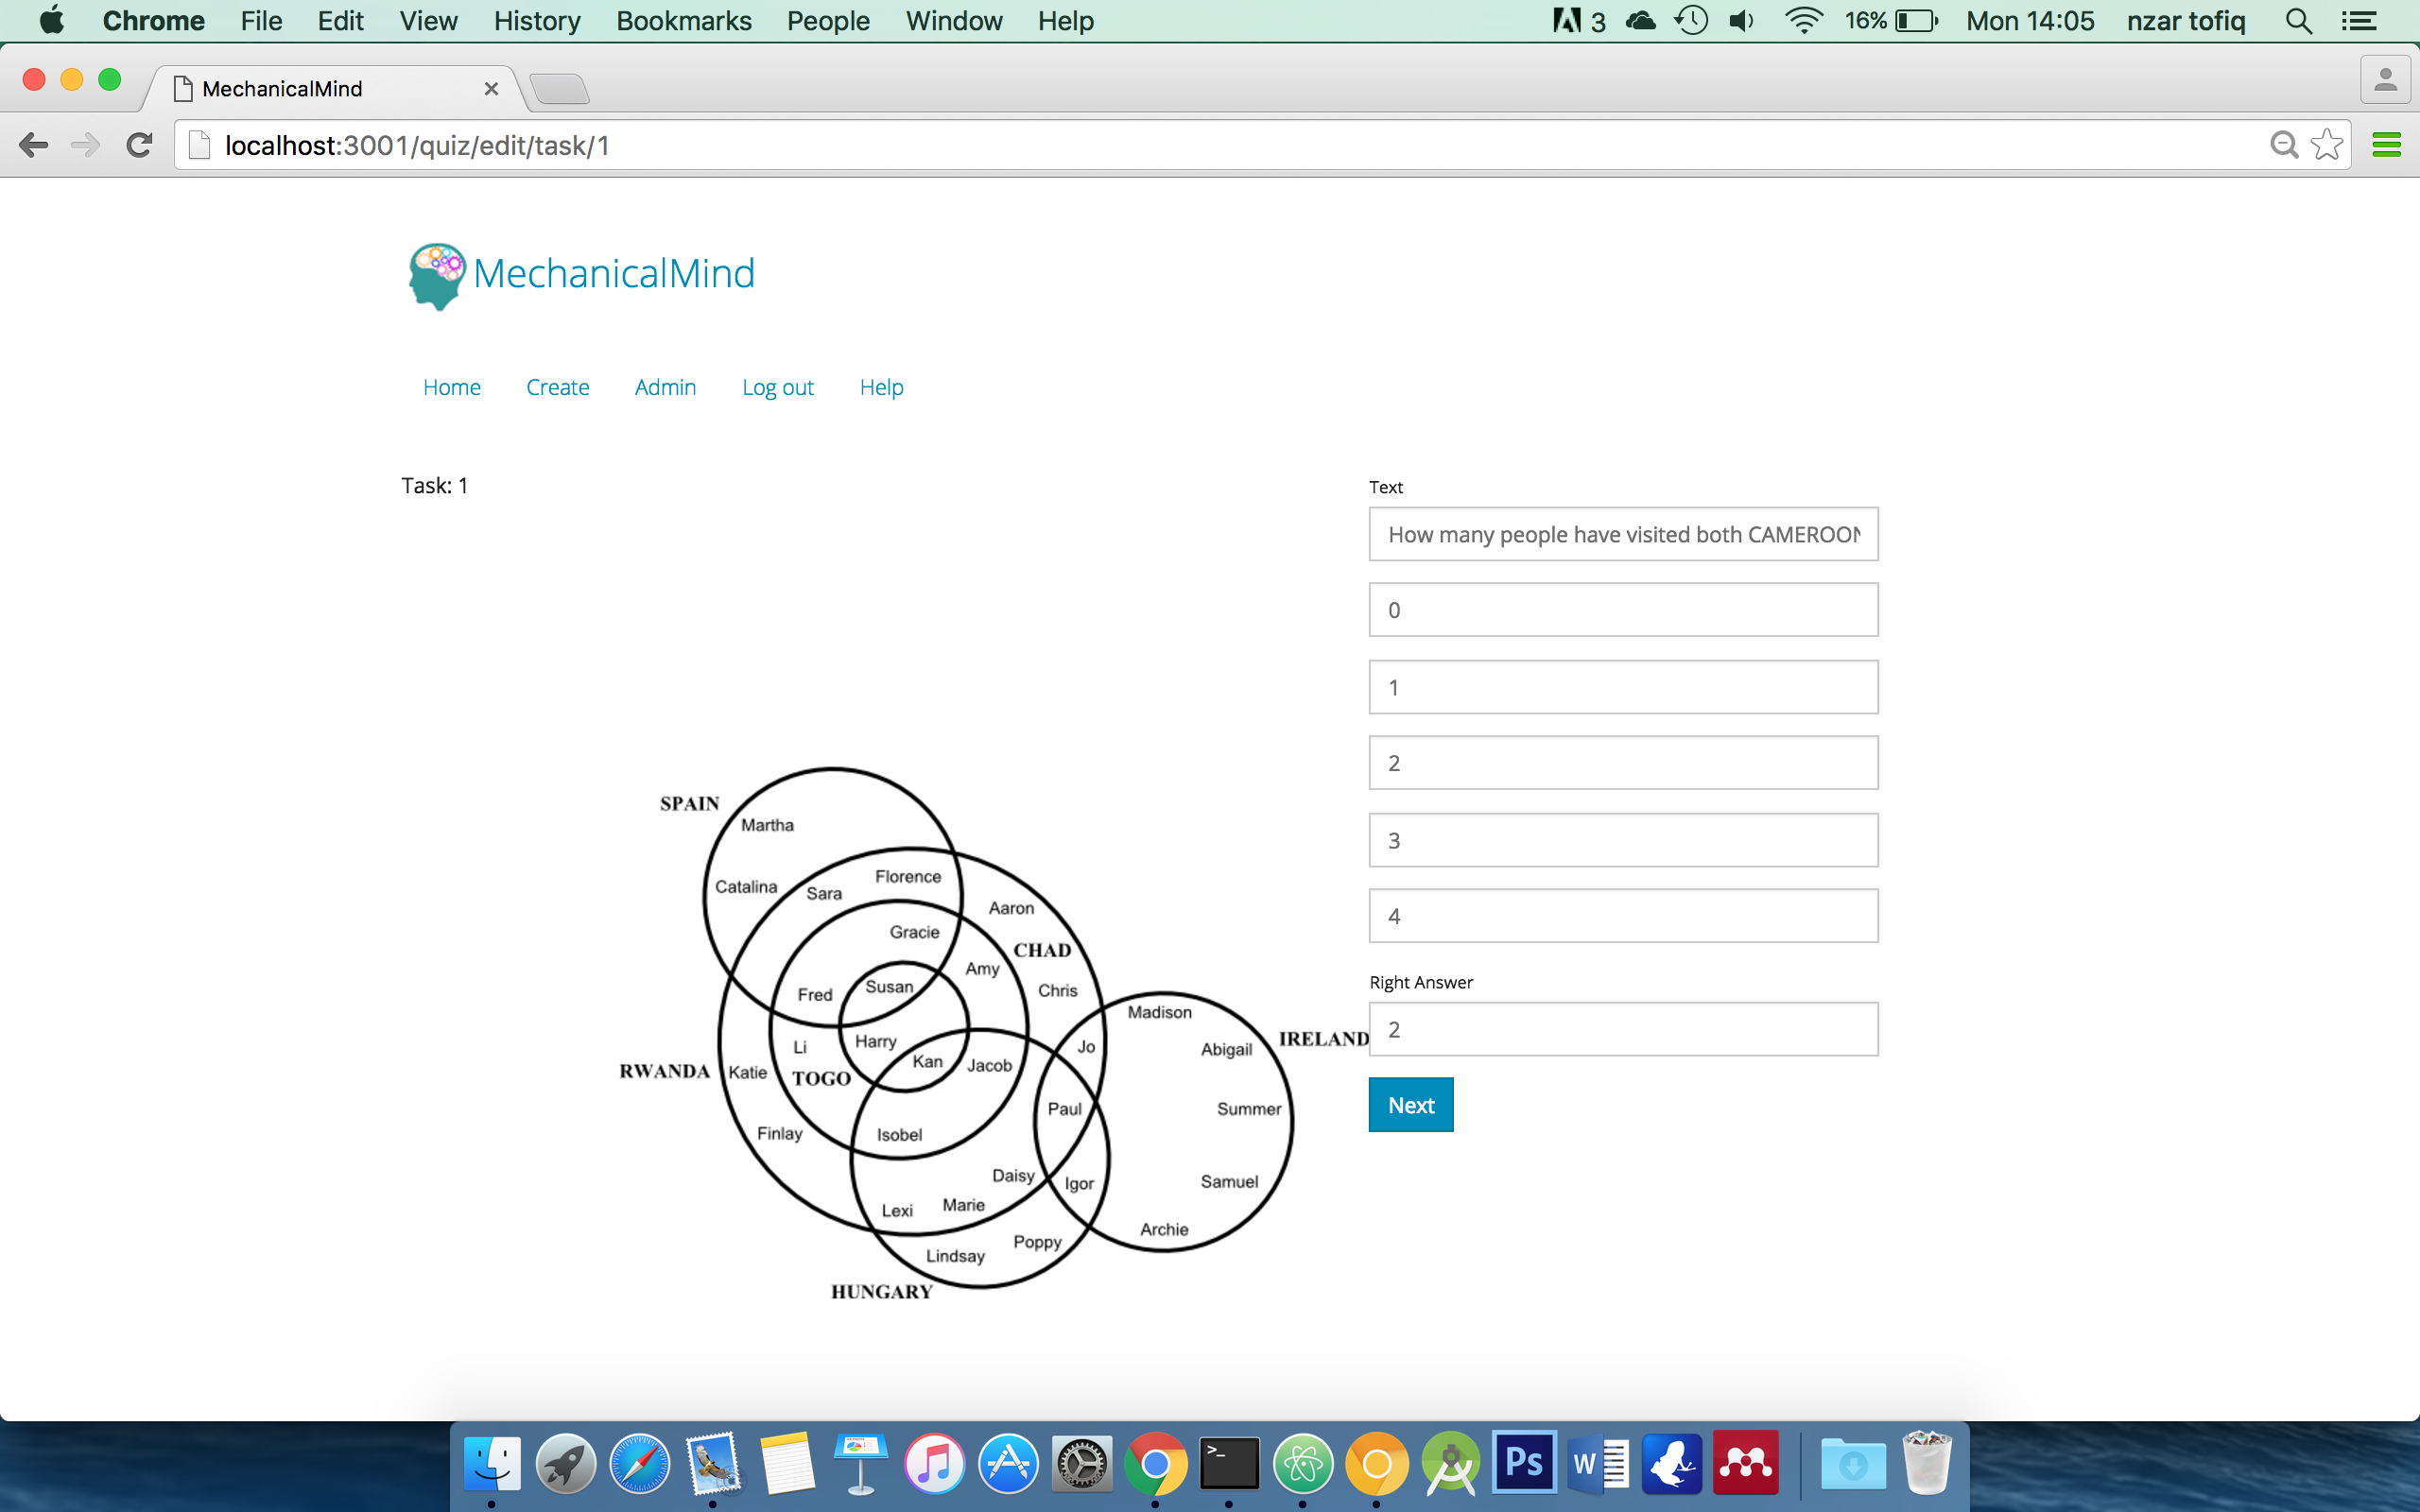 Chrome File Edit View History Bookmarks People Window Help 3 16% Mon 14:05 nzar tofiq
MechanicalMind
localhost:3001/quiz/edit/task/1
MechanicalMind
Home Create Admin Log out Help
Task: 1
SPAIN
Martha
Catalina
Sara
Florence
Aaron
Gracie
CHAD
Amy
Fred
Susan
Chris
Madison
Li
Harry
Jo
Abigail
IRELAND
RWANDA
Katie
TOGO
Kan
Jacob
Paul
Summer
Finlay
Isobel
Daisy
Igor
Samuel
Lexi
Marie
Archie
Lindsay
Poppy
HUNGARY
Text
How many people have visited both CAMEROON
0
1
2
3
4
Right Answer
2
Next
>_
Ps
W